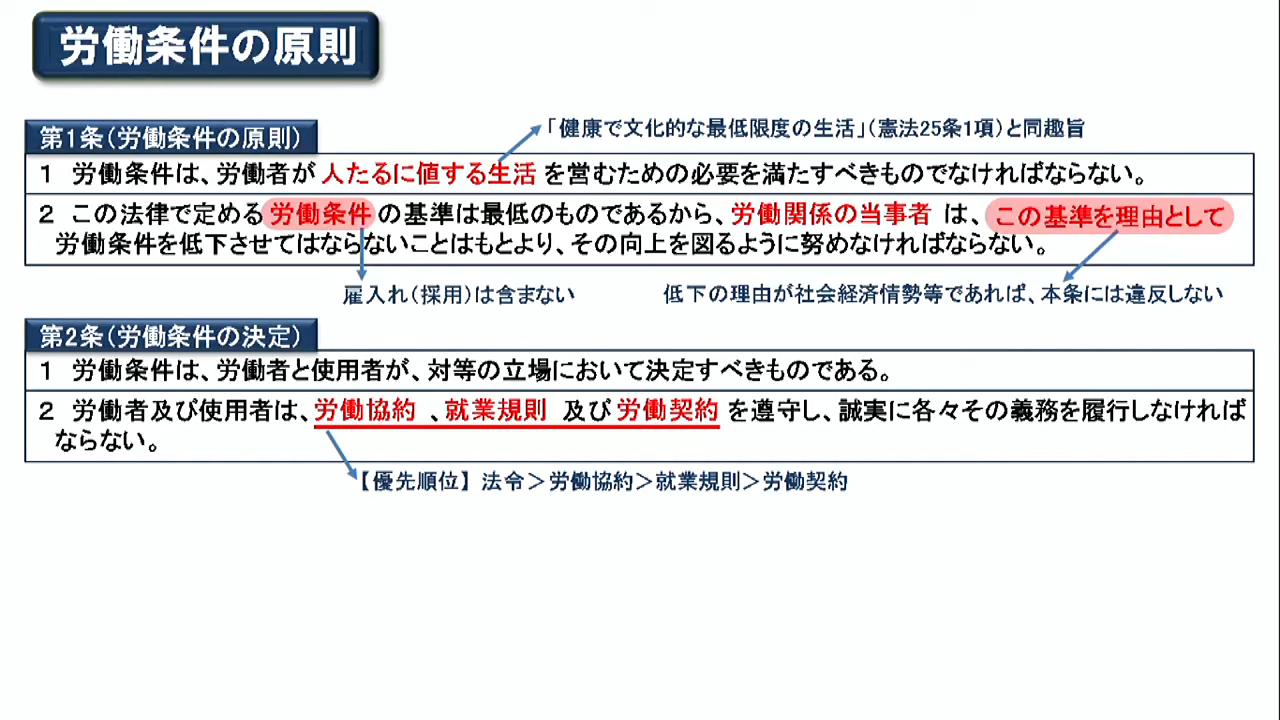 労働条件の原則
第1条（労働条件の原則）
「健康で文化的な最低限度の生活」（憲法25条1項）と同趣旨
1 労働条件は、労働者が 人たるに値する生活 を営むための必要を満たすべきものでなければならない。
2 この法律で定める 労働条件 の基準は最低のものであるから、労働関係の当事者 は、この基準を理由として
労働条件を低下させてはならないことはもとより、その向上を図るように努めなければならない。
雇入れ（採用）は含まない
低下の理由が社会経済情勢等であれば、本条には違反しない
第2条（労働条件の決定）
1 労働条件は、労働者と使用者が、対等の立場において決定すべきものである。
2 労働者及び使用者は、労働協約 、就業規則 及び 労働契約 を遵守し、誠実に各々その義務を履行しなければ
ならない。
【優先順位】 法令＞労働協約＞就業規則＞労働契約